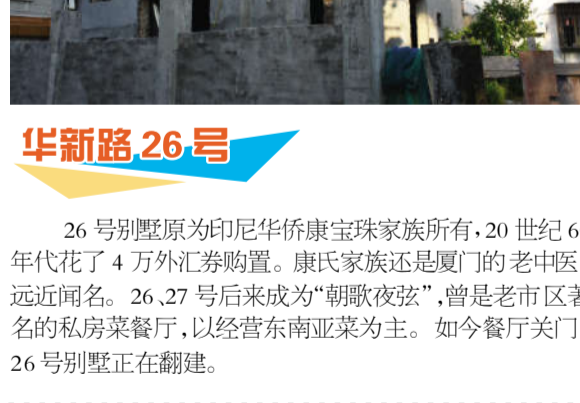 华新路 26 号
26 号别墅原为印尼华侨康宝珠家族所有,20 世纪 6
年代花了 4 万外汇券购置。康氏家族还是厦门的老中医
远近闻名。26、27 号后来成为“朝歌夜弦”,曾是老市区著
名的私房菜餐厅,以经营东南亚菜为主。如今餐厅关门
26 号别墅正在翻建。